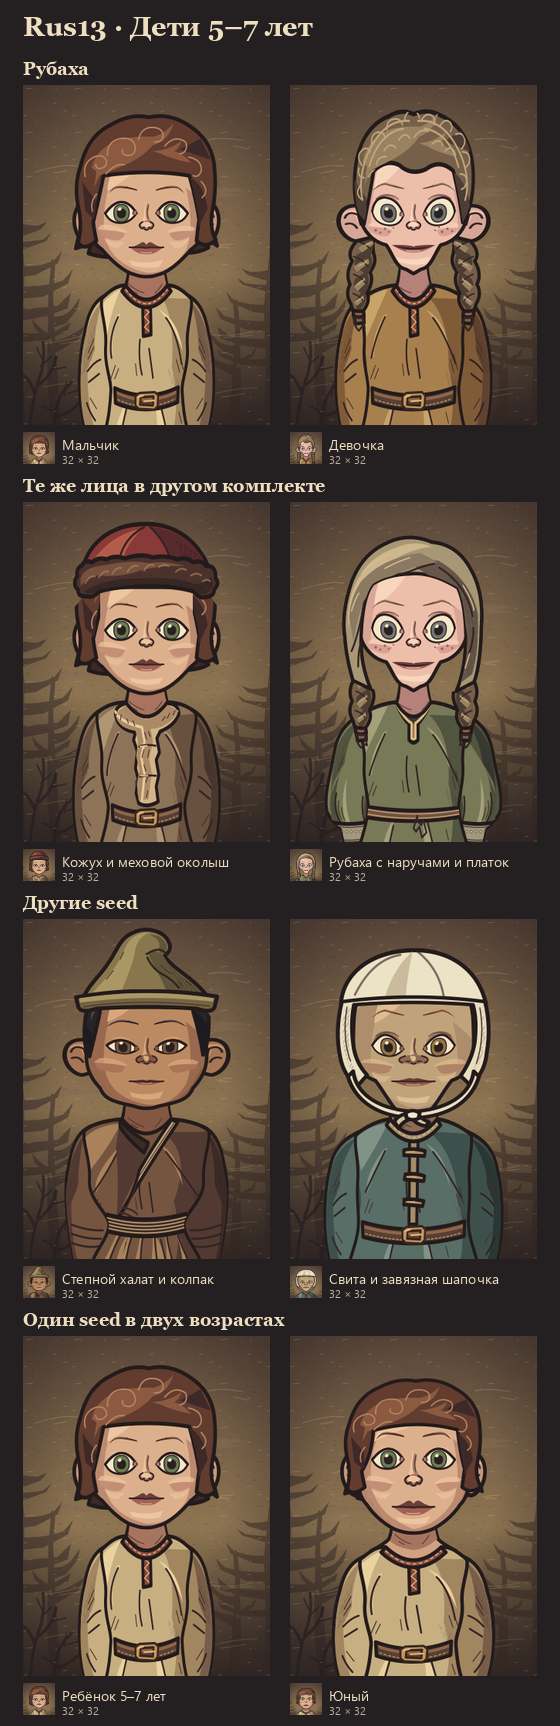 Rus13 · Дети 5–7 лет
Рубаха
Мальчик
32 × 32
Девочка
32 × 32
Те же лица в другом комплекте
Кожух и меховой околыш
32 × 32
Рубаха с наручами и платок
32 × 32
Другие seed
Степной халат и колпак
32 × 32
Свита и завязная шапочка
32 × 32
Один seed в двух возрастах
Ребёнок 5–7 лет
32 × 32
Юный
32 × 32